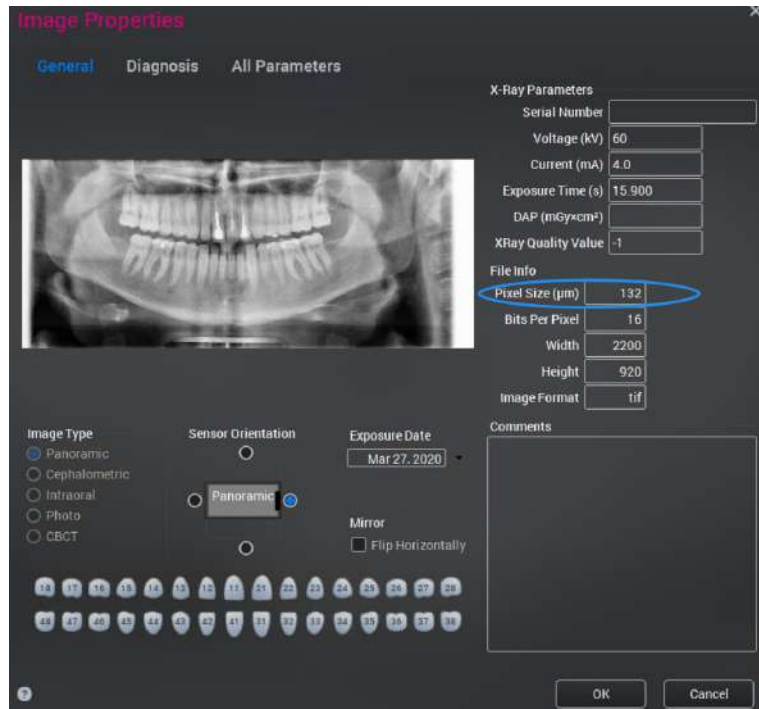 Image Properties
General Diagnosis All Parameters
X-Ray Parameters
Serial Number
Voltage (kV) 60
Current (mA) 4.0
Exposure Time (s) 15.900
DAP (mGy×cm²)
XRay Quality Value -1
File Info
Pixel Size (µm) 132
Bits Per Pixel 16
Width 2200
Height 920
Image Format tif
Image Type
Panoramic
Cephalometric
Intraoral
Photo
CBCT
Sensor Orientation
Panoramic
Exposure Date
Mar 27. 2020
Mirror
Flip Horizontally
Comments
18 17 16 15 14 13 12 11 21 22 23 24 25 26 27 28
48 47 46 45 44 43 42 41 31 32 33 34 35 36 37 38
?
OK Cancel